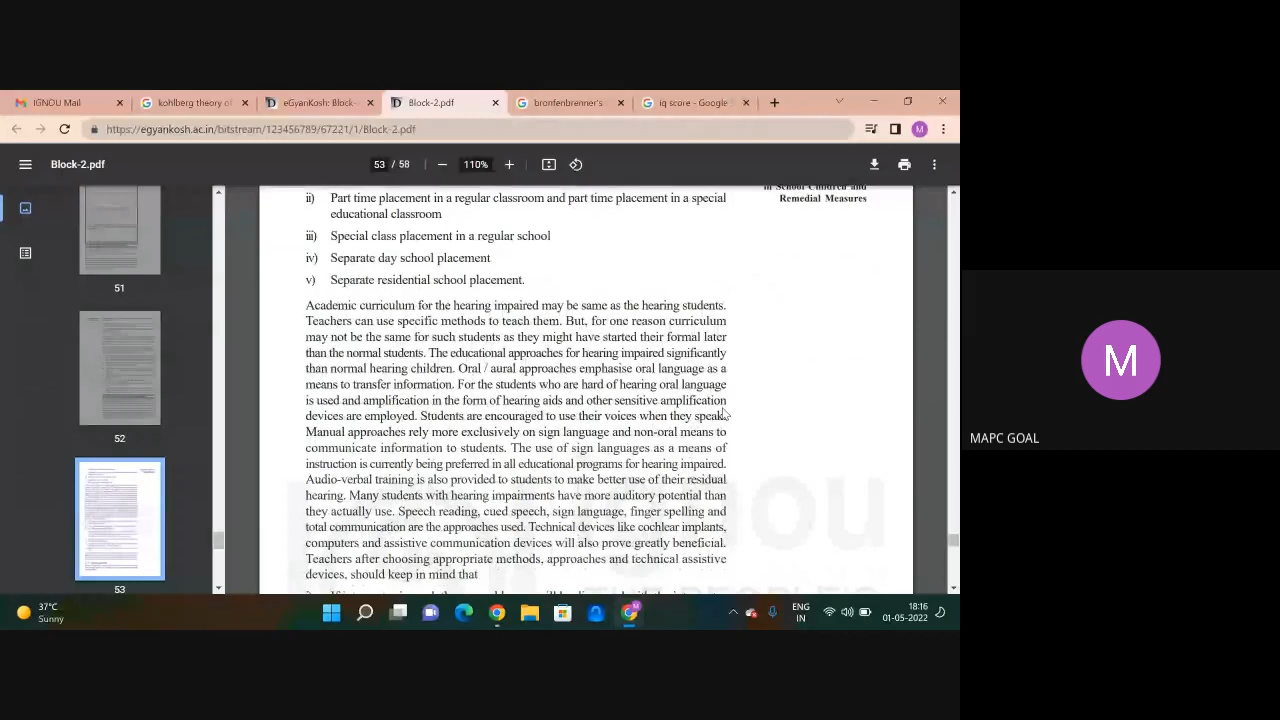 IGNOU Mail
kohlberg theory of
eGyanKosh: Block-
Block-2.pdf
bronfenbrenner's
iq score - Google S
https://egyankosh.ac.in/bitstream/123456789/67221/1/Block-2.pdf
M
Block-2.pdf
53 / 58
110%
in School Children and
Remedial Measures
ii) Part time placement in a regular classroom and part time placement in a special
educational classroom
iii) Special class placement in a regular school
iv) Separate day school placement
v) Separate residential school placement.
Academic curriculum for the hearing impaired may be same as the hearing students.
Teachers can use specific methods to teach them. But, for one reason curriculum
may not be the same for such students as they might have started their formal later
than the normal students. The educational approaches for hearing impaired significantly
than normal hearing children. Oral / aural approaches emphasise oral language as a
means to transfer information. For the students who are hard of hearing oral language
is used and amplification in the form of hearing aids and other sensitive amplification
devices are employed. Students are encouraged to use their voices when they speak.
Manual approaches rely more exclusively on sign language and non-oral means to
communicate information to students. The use of sign languages as a means of
instruction is currently being preferred in all educational programs for hearing impaired.
Audio-verbal training is also provided to students to make better use of their residual
hearing. Many students with hearing impairments have more auditory potential than
they actually use. Speech reading, cued speech, sign language, finger spelling and
total communication are the approaches used. Technical devices like cochlear implants,
computers and assistive communication devices will also prove greatly beneficial.
Teachers after choosing appropriate methods, approaches and technical assistive
devices, should keep in mind that
51
52
53
M
MAPC GOAL
37°C
Sunny
ENG
IN
18:16
01-05-2022